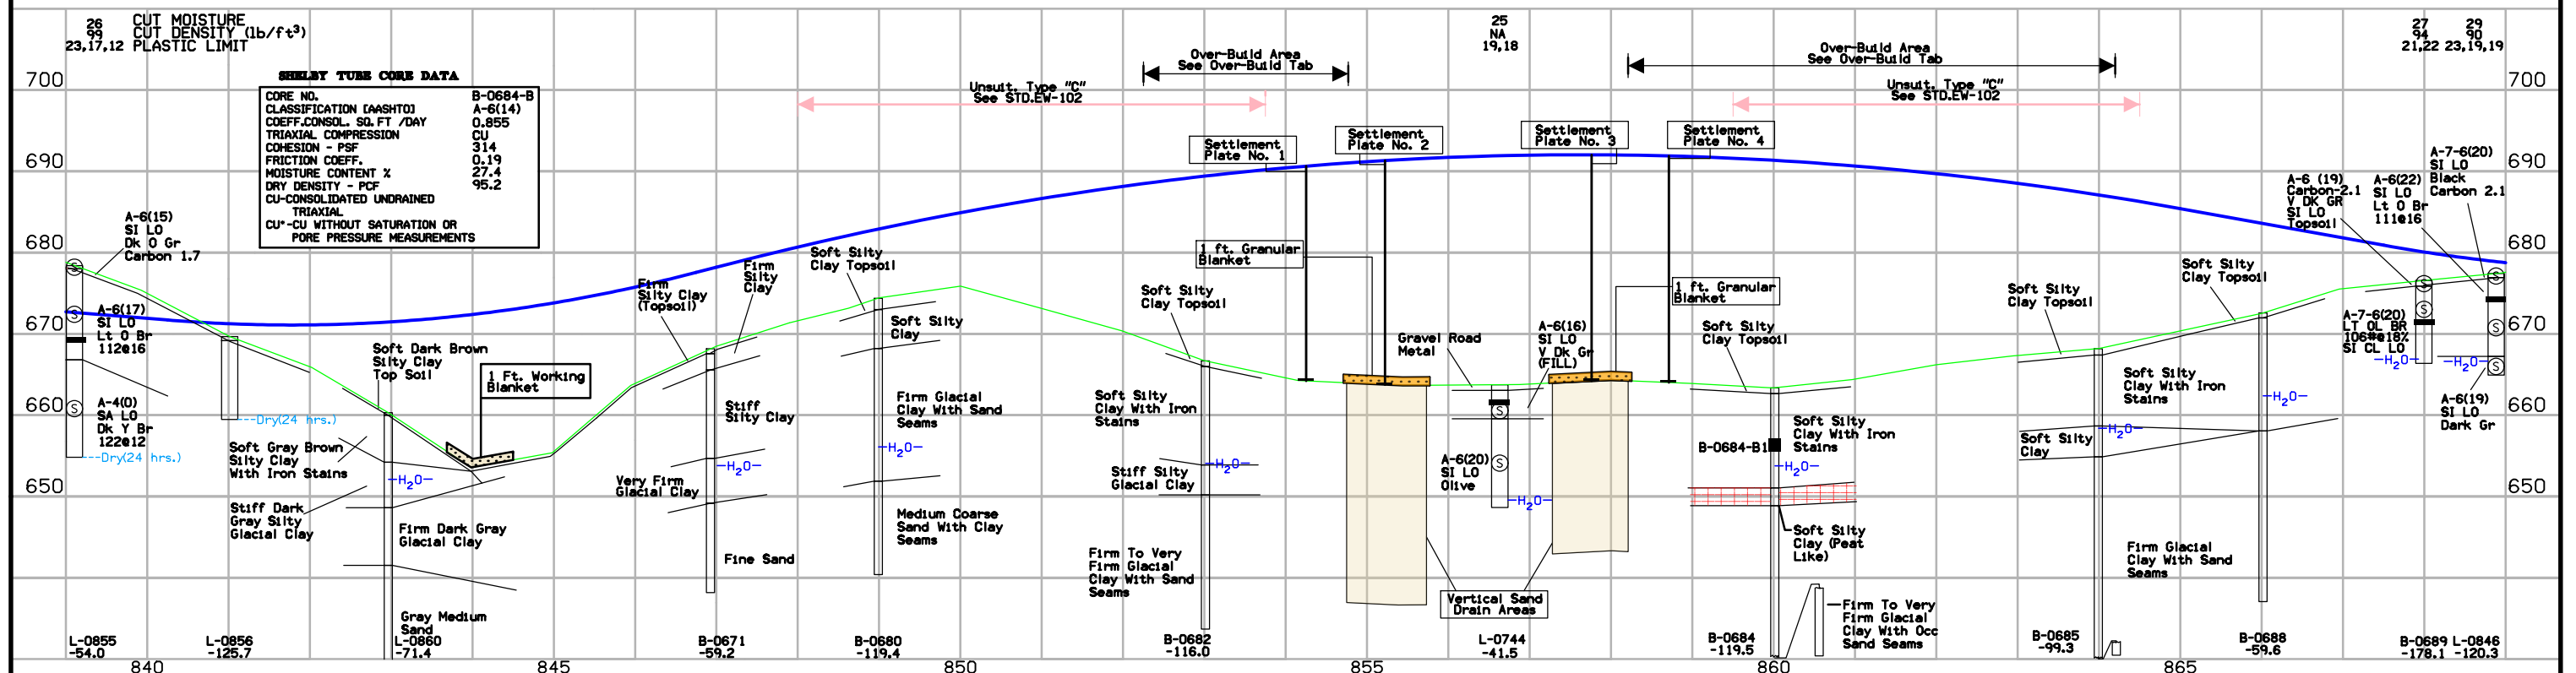 26
99
23,17,12
CUT MOISTURE
CUT DENSITY (lb/ft³)
PLASTIC LIMIT
25
NA
19,18
27
94
21,22
29
90
23,19,19
700
690
680
670
660
650
700
690
680
670
660
650
SHELBY TUBE CORE DATA
CORE NO. B-0684-B
CLASSIFICATION [AASHTO] A-6(14)
COEFF.CONSOL. SQ.FT /DAY 0.855
TRIAXIAL COMPRESSION CU
COHESION - PSF 314
FRICTION COEFF. 0.19
MOISTURE CONTENT % 27.4
DRY DENSITY - PCF 95.2
CU-CONSOLIDATED UNDRAINED
TRIAXIAL
CU*-CU WITHOUT SATURATION OR
PORE PRESSURE MEASUREMENTS
Over-Build Area
See Over-Build Tab
Over-Build Area
See Over-Build Tab
Unsuit. Type "C"
See STD.EW-102
Unsuit. Type "C"
See STD.EW-102
Settlement
Plate No. 1
Settlement
Plate No. 2
Settlement
Plate No. 3
Settlement
Plate No. 4
A-6(15)
SI LO
Dk O Gr
Carbon 1.7
A-6(17)
SI LO
Lt O Br
112@16
A-4(0)
SA LO
Dk Y Br
122@12
S
S
S
Dry(24 hrs.)
Dry(24 hrs.)
Soft Dark Brown
Silty Clay
Top Soil
1 Ft. Working
Blanket
Soft Gray Brown
Silty Clay
With Iron Stains
Stiff Dark
Gray Silty
Glacial Clay
H₂O
Firm Dark Gray
Glacial Clay
Gray Medium
Sand
Firm
Silty Clay
(Topsoil)
Firm
Silty
Clay
Stiff
Silty Clay
H₂O
Very Firm
Glacial Clay
Fine Sand
Soft Silty
Clay Topsoil
Soft Silty
Clay
Firm Glacial
Clay With Sand
Seams
H₂O
Medium Coarse
Sand With Clay
Seams
Soft Silty
Clay Topsoil
Soft Silty
Clay With Iron
Stains
H₂O
Stiff Silty
Glacial Clay
Firm To Very
Firm Glacial
Clay With Sand
Seams
1 ft. Granular
Blanket
1 ft. Granular
Blanket
Gravel Road
Metal
A-6(16)
SI LO
V Dk Gr
(FILL)
S
S
A-6(20)
SI LO
Olive
H₂O
Vertical Sand
Drain Areas
Soft Silty
Clay Topsoil
Soft Silty
Clay With Iron
Stains
B-0684-B1
H₂O
Soft Silty
Clay (Peat
Like)
Firm To Very
Firm Glacial
Clay With Occ
Sand Seams
Soft Silty
Clay Topsoil
Soft Silty
Clay With Iron
Stains
H₂O
Soft Silty
Clay
Firm Glacial
Clay With Sand
Seams
Soft Silty
Clay Topsoil
H₂O
A-6 (19)
Carbon-2.1
V DK GR
SI LO
Topsoil
A-6(22)
SI LO
Lt O Br
111@16
A-7-6(20)
SI LO
Black
Carbon 2.1
A-7-6(20)
LT OL BR
106#@18%
SI CL LO
S
S
S
S
S
H₂O
H₂O
A-6(19)
SI LO
Dark Gr
L-0855
-54.0
L-0856
-125.7
L-0860
-71.4
B-0671
-59.2
B-0680
-119.4
B-0682
-116.0
L-0744
-41.5
B-0684
-119.5
B-0685
-99.3
B-0688
-59.6
B-0689
-178.1
L-0846
-120.3
840
845
850
855
860
865